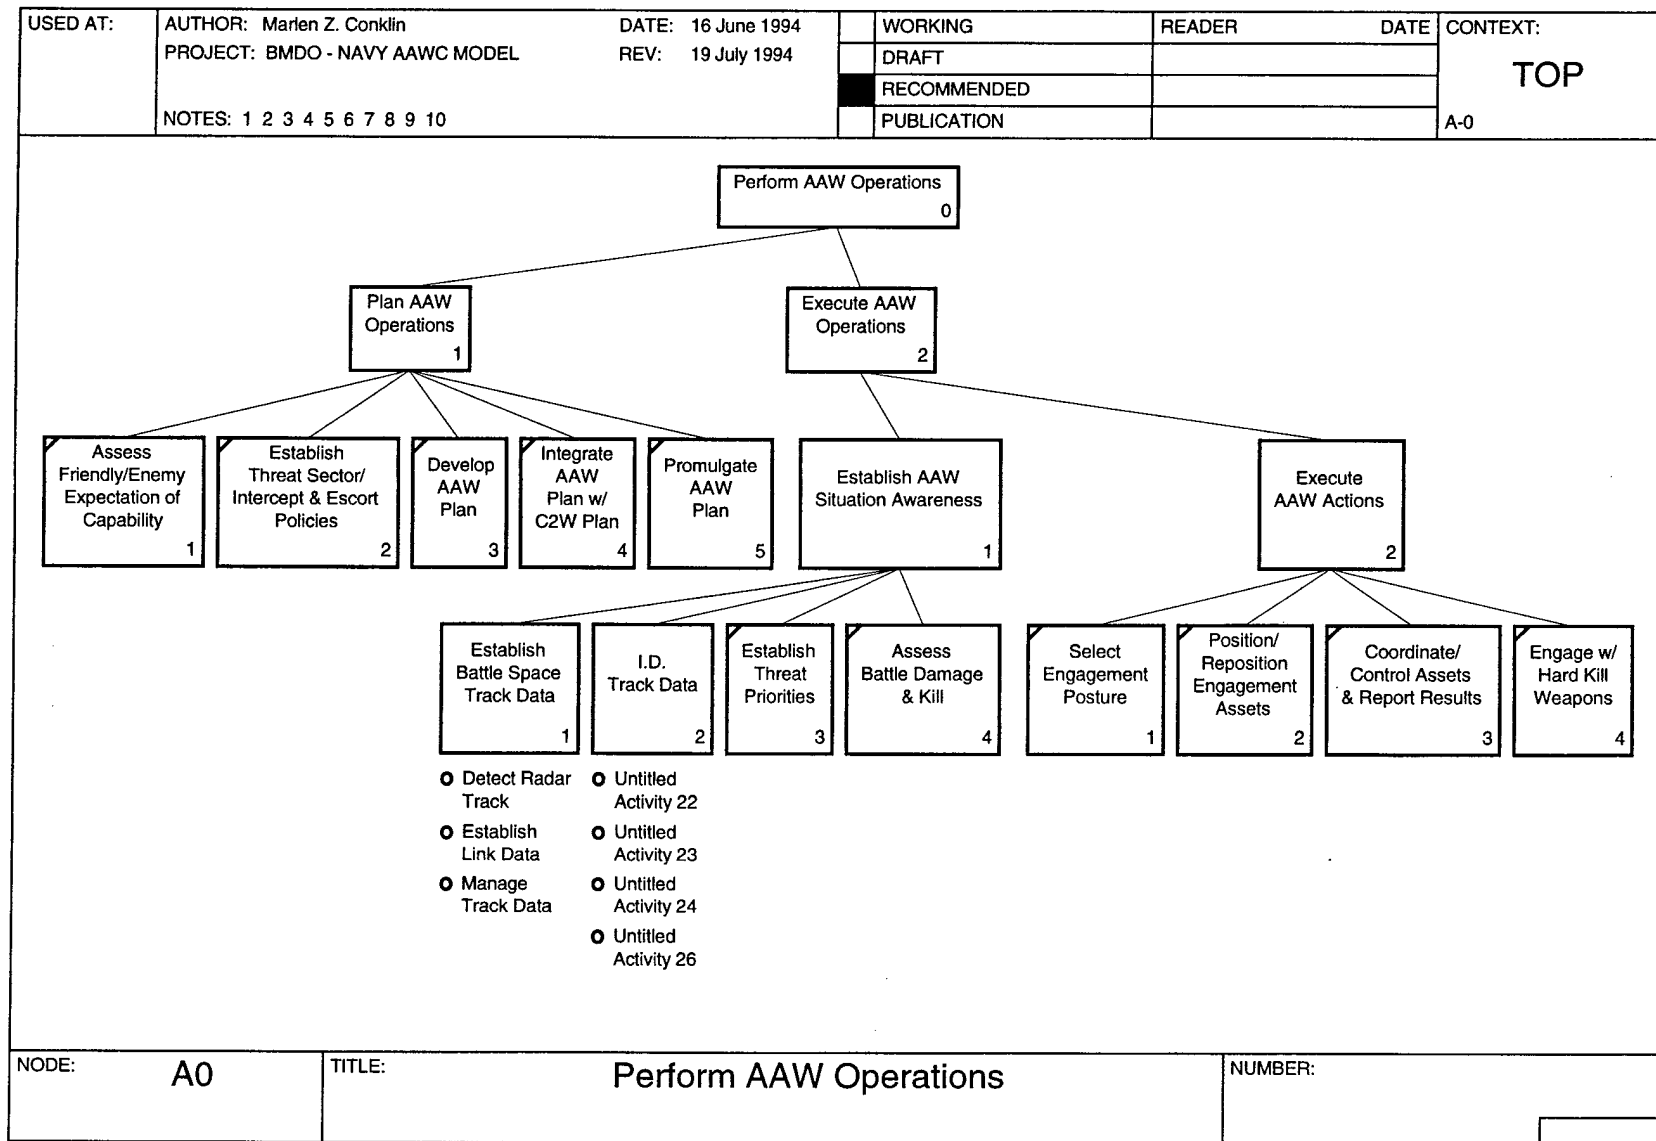 USED AT:
AUTHOR: Marlen Z. Conklin
DATE: 16 June 1994
PROJECT: BMDO - NAVY AAWC MODEL
REV: 19 July 1994
NOTES: 1 2 3 4 5 6 7 8 9 10
WORKING
DRAFT
RECOMMENDED
PUBLICATION
READER DATE
CONTEXT:
TOP
A-0
Perform AAW Operations
0
Plan AAW
Operations
1
Execute AAW
Operations
2
Assess
Friendly/Enemy
Expectation of
Capability
1
Establish
Threat Sector/
Intercept & Escort
Policies
2
Develop
AAW
Plan
3
Integrate
AAW
Plan w/
C2W Plan
4
Promulgate
AAW
Plan
5
Establish AAW
Situation Awareness
1
Execute
AAW Actions
2
Establish
Battle Space
Track Data
1
I.D.
Track Data
2
Establish
Threat
Priorities
3
Assess
Battle Damage
& Kill
4
Select
Engagement
Posture
1
Position/
Reposition
Engagement
Assets
2
Coordinate/
Control Assets
& Report Results
3
Engage w/
Hard Kill
Weapons
4
Detect Radar
Track
Establish
Link Data
Manage
Track Data
Untitled
Activity 22
Untitled
Activity 23
Untitled
Activity 24
Untitled
Activity 26
NODE:
A0
TITLE:
Perform AAW Operations
NUMBER: